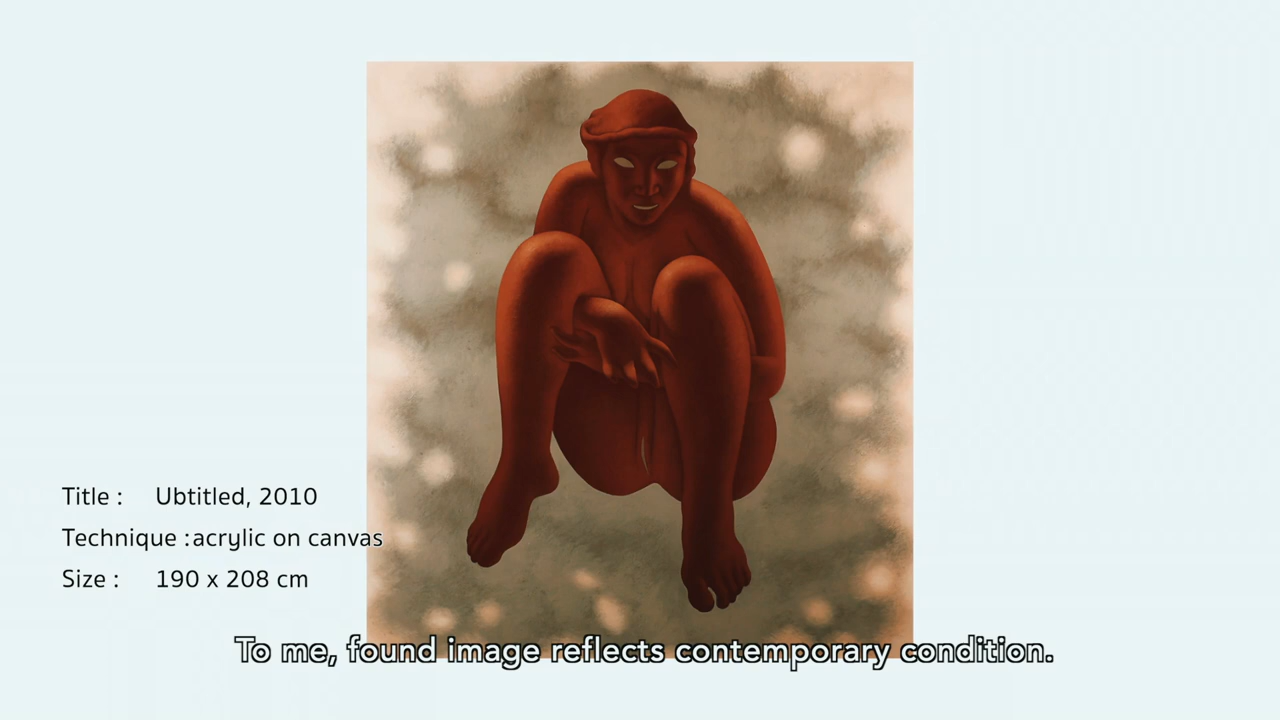 Title : Ubtitled, 2010
Technique : acrylic on canvas
Size : 190 x 208 cm
To me, found image reflects contemporary condition.